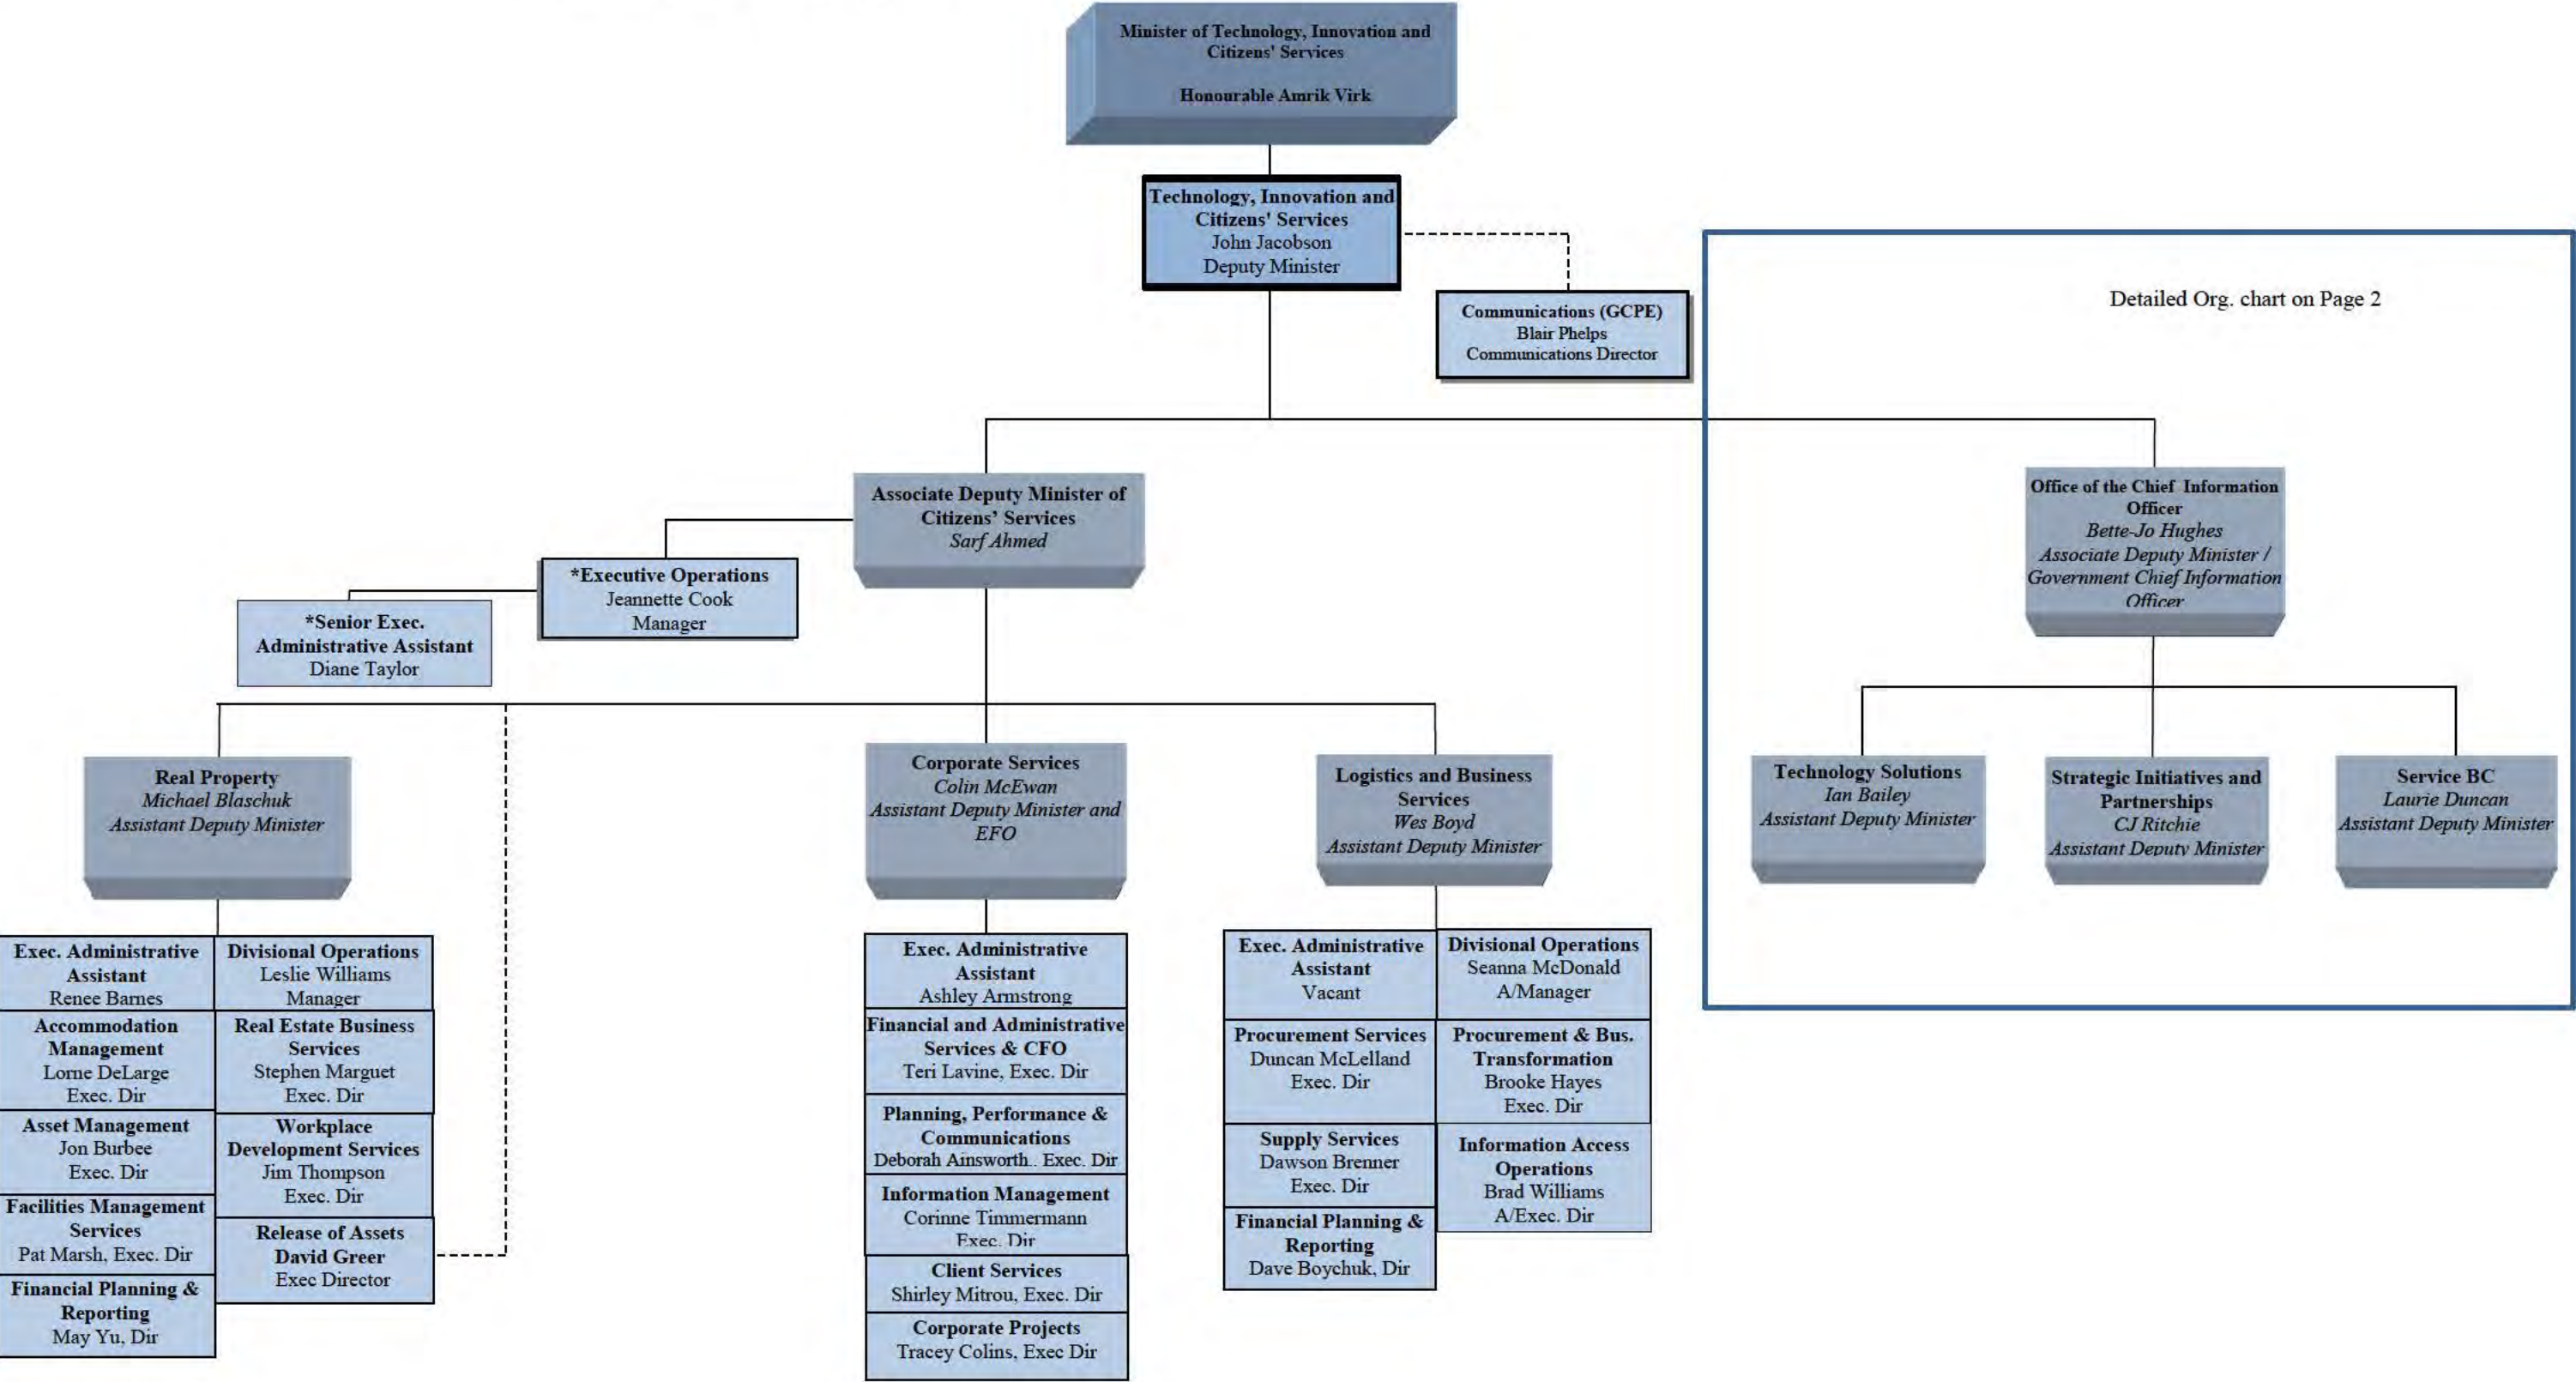 Minister of Technology, Innovation and
Citizens' Services
Honourable Amrik Virk
Technology, Innovation and
Citizens' Services
John Jacobson
Deputy Minister
Communications (GCPE)
Blair Phelps
Communications Director
Detailed Org. chart on Page 2
Associate Deputy Minister of
Citizens’ Services
Sarf Ahmed
*Executive Operations
Jeannette Cook
Manager
*Senior Exec.
Administrative Assistant
Diane Taylor
Office of the Chief Information
Officer
Bette-Jo Hughes
Associate Deputy Minister /
Government Chief Information
Officer
Real Property
Michael Blaschuk
Assistant Deputy Minister
Corporate Services
Colin McEwan
Assistant Deputy Minister and
EFO
Logistics and Business
Services
Wes Boyd
Assistant Deputy Minister
Technology Solutions
Ian Bailey
Assistant Deputy Minister
Strategic Initiatives and
Partnerships
CJ Ritchie
Assistant Deputy Minister
Service BC
Laurie Duncan
Assistant Deputy Minister
Exec. Administrative
Assistant
Renee Barnes
Accommodation
Management
Lorne DeLarge
Exec. Dir
Asset Management
Jon Burbee
Exec. Dir
Facilities Management
Services
Pat Marsh, Exec. Dir
Financial Planning &
Reporting
May Yu, Dir
Divisional Operations
Leslie Williams
Manager
Real Estate Business
Services
Stephen Marguet
Exec. Dir
Workplace
Development Services
Jim Thompson
Exec. Dir
Release of Assets
David Greer
Exec Director
Exec. Administrative
Assistant
Ashley Armstrong
Financial and Administrative
Services & CFO
Teri Lavine, Exec. Dir
Planning, Performance &
Communications
Deborah Ainsworth.. Exec. Dir
Information Management
Corinne Timmermann
Exec. Dir
Client Services
Shirley Mitrou, Exec. Dir
Corporate Projects
Tracey Colins, Exec Dir
Exec. Administrative
Assistant
Vacant
Procurement Services
Duncan McLelland
Exec. Dir
Supply Services
Dawson Brenner
Exec. Dir
Financial Planning &
Reporting
Dave Boychuk, Dir
Divisional Operations
Seanna McDonald
A/Manager
Procurement & Bus.
Transformation
Brooke Hayes
Exec. Dir
Information Access
Operations
Brad Williams
A/Exec. Dir